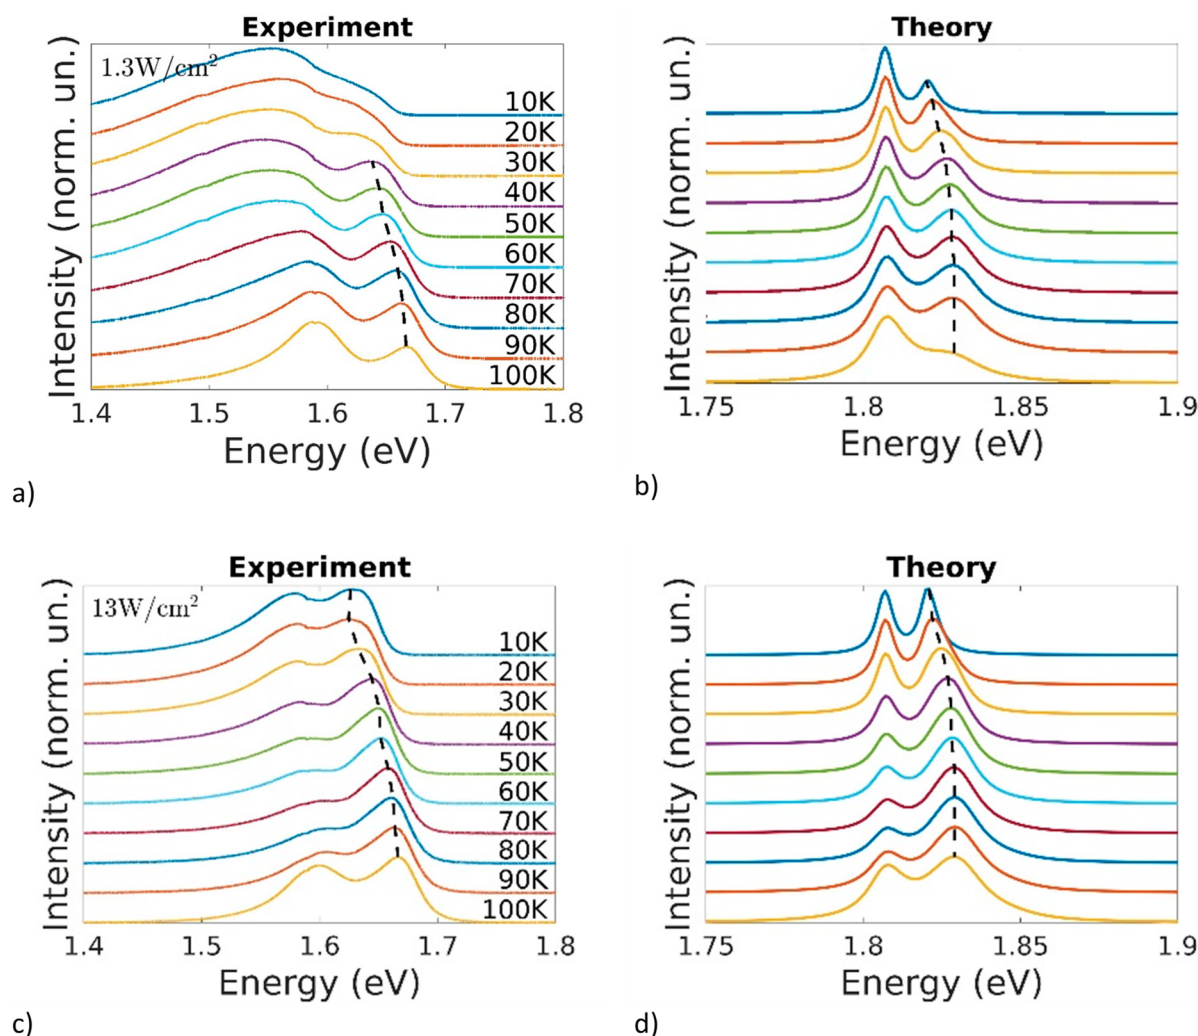 Experiment
Intensity (norm. un.)
1.3W/cm²
10K
20K
30K
40K
50K
60K
70K
80K
90K
100K
1.4 1.5 1.6 1.7 1.8
Energy (eV)
a)
Theory
Intensity (norm. un.)
1.75 1.8 1.85 1.9
Energy (eV)
b)
Experiment
Intensity (norm. un.)
13W/cm²
10K
20K
30K
40K
50K
60K
70K
80K
90K
100K
1.4 1.5 1.6 1.7 1.8
Energy (eV)
c)
Theory
Intensity (norm. un.)
1.75 1.8 1.85 1.9
Energy (eV)
d)